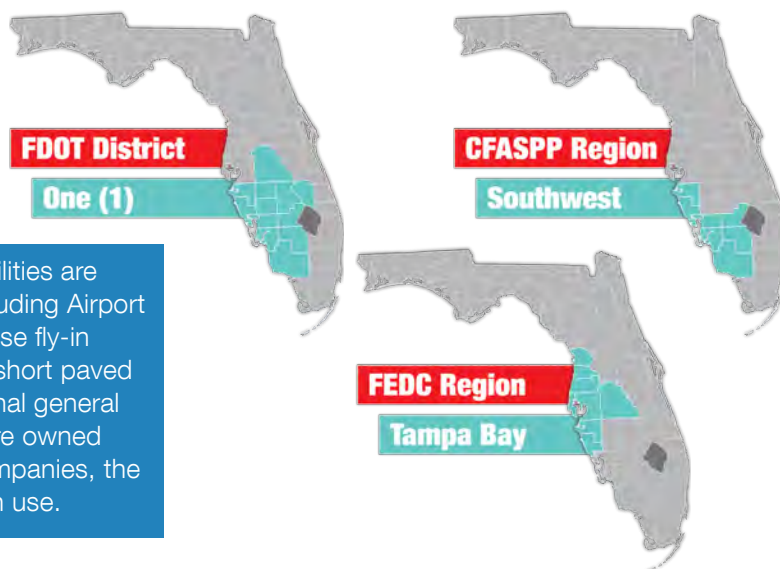 FDOT District
One (1)
CFASPP Region
Southwest
ilities are
uding Airport
se fly-in
short paved
nal general
re owned
mpanies, the
n use.
FEDC Region
Tampa Bay